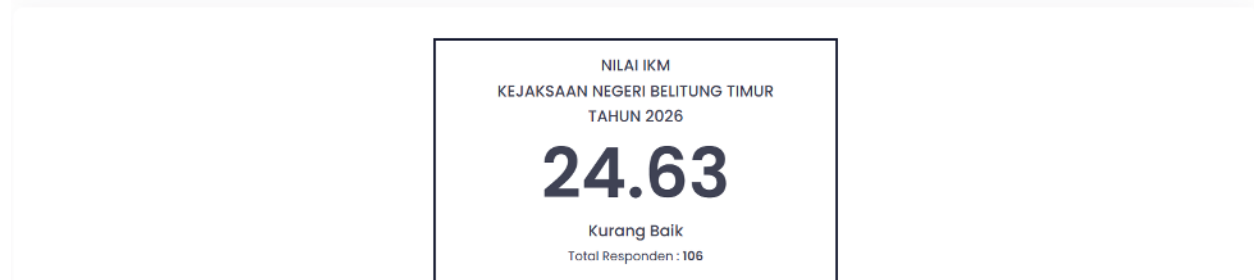 NILAI IKM
KEJAKSAAN NEGERI BELITUNG TIMUR
TAHUN 2026
24.63
Kurang Baik
Total Responden : 106